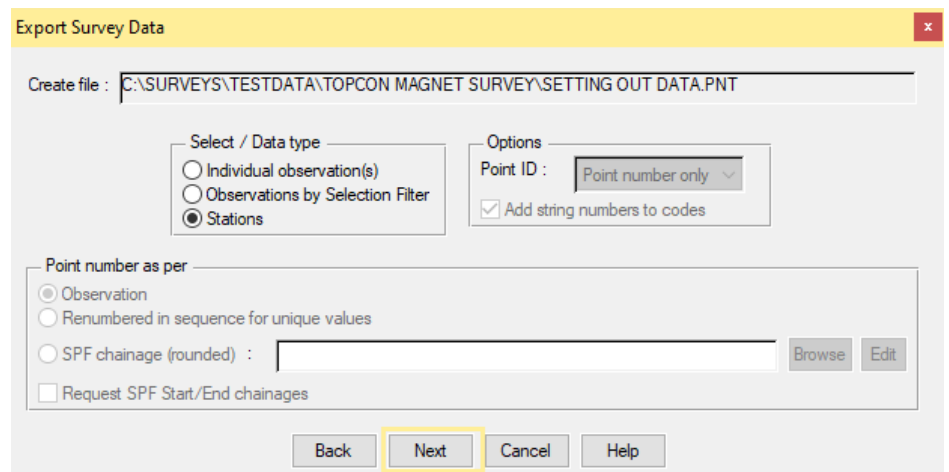 Export Survey Data
x
Create file : C:\SURVEYS\TESTDATA\TOPCON MAGNET SURVEY\SETTING OUT DATA.PNT
Select / Data type
Individual observation(s)
Observations by Selection Filter
Stations
Options
Point ID : Point number only
Add string numbers to codes
Point number as per
Observation
Renumbered in sequence for unique values
SPF chainage (rounded) : Browse Edit
Request SPF Start/End chainages
Back Next Cancel Help